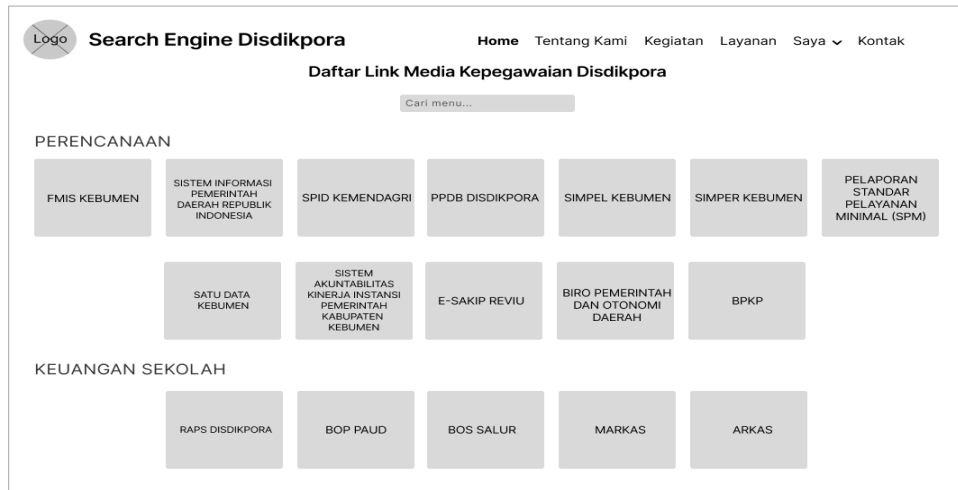 Logo
Search Engine Disdikpora
Home Tentang Kami Kegiatan Layanan Saya Kontak
Daftar Link Media Kepegawaian Disdikpora
Cari menu...
PERENCANAAN
FMIS KEBUMEN
SISTEM INFORMASI
PEMERINTAH
DAERAH REPUBLIK
INDONESIA
SPID KEMENDAGRI
PPDB DISDIKPORA
SIMPEL KEBUMEN
SIMPER KEBUMEN
PELAPORAN
STANDAR
PELAYANAN
MINIMAL (SPM)
SATU DATA
KEBUMEN
SISTEM
AKUNTABILITAS
KINERJA INSTANSI
PEMERINTAH
KABUPATEN
KEBUMEN
E-SAKIP REVIU
BIRO PEMERINTAH
DAN OTONOMI
DAERAH
BPKP
KEUANGAN SEKOLAH
RAPS DISDIKPORA
BOP PAUD
BOS SALUR
MARKAS
ARKAS